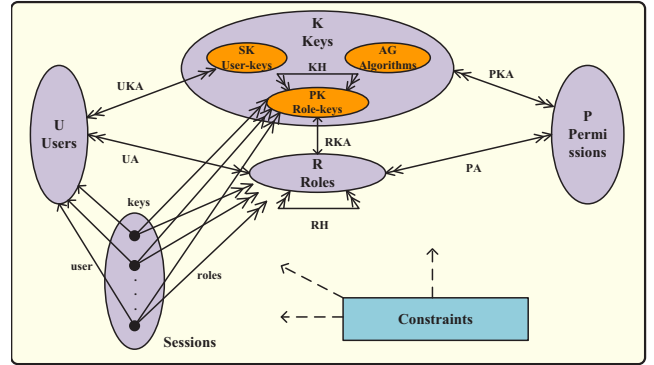 K
Keys
SK
User-keys
AG
Algorithms
KH
UKA
PKA
PK
Role-keys
U
Users
P
Permi
ssions
RKA
UA
R
Roles
PA
keys
RH
user
roles
Constraints
Sessions